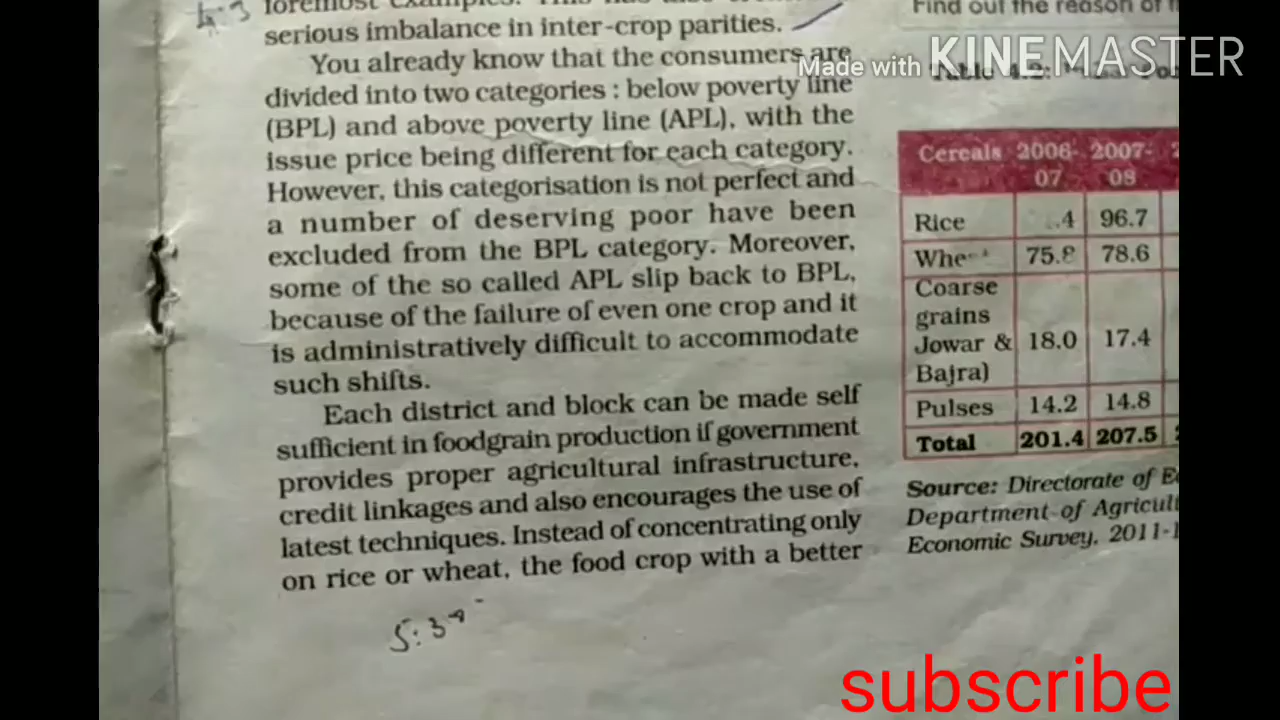 serious imbalance in inter-crop parities.
You already know that the consumers are
divided into two categories : below poverty line
(BPL) and above poverty line (APL), with the
issue price being different for each category.
However, this categorisation is not perfect and
a number of deserving poor have been
excluded from the BPL category. Moreover,
some of the so called APL slip back to BPL,
because of the failure of even one crop and it
is administratively difficult to accommodate
such shifts.
Each district and block can be made self
sufficient in foodgrain production if government
provides proper agricultural infrastructure,
credit linkages and also encourages the use of
latest techniques. Instead of concentrating only
on rice or wheat, the food crop with a better
Find out the reason of
Made with KINEMASTER
Cereals 2006- 2007-
07 08
Rice .4 96.7
75.8 78.6
Coarse
grains
Jowar & 18.0 17.4
Bajra)
Pulses 14.2 14.8
Total 201.4 207.5
Source: Directorate of
Department of
Economic Survey, 2011-1
subscribe